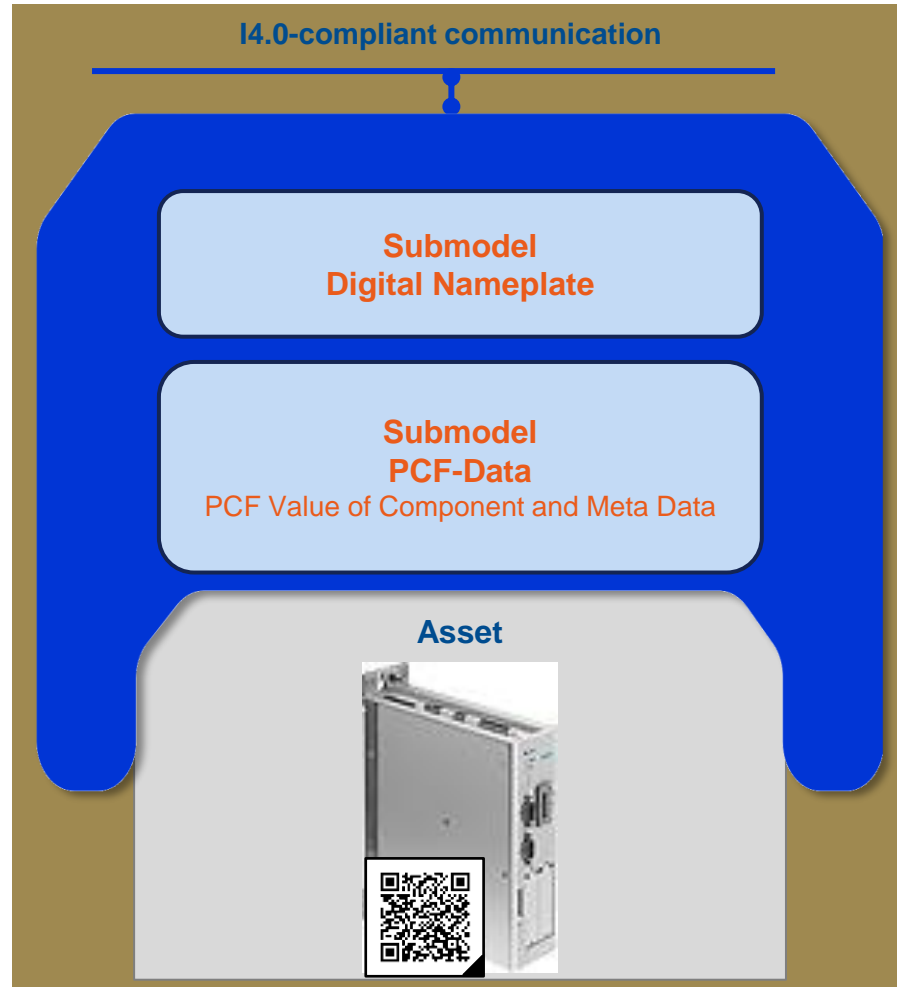 I4.0-compliant communication
Submodel
Digital Nameplate
Submodel
PCF-Data
PCF Value of Component and Meta Data
Asset